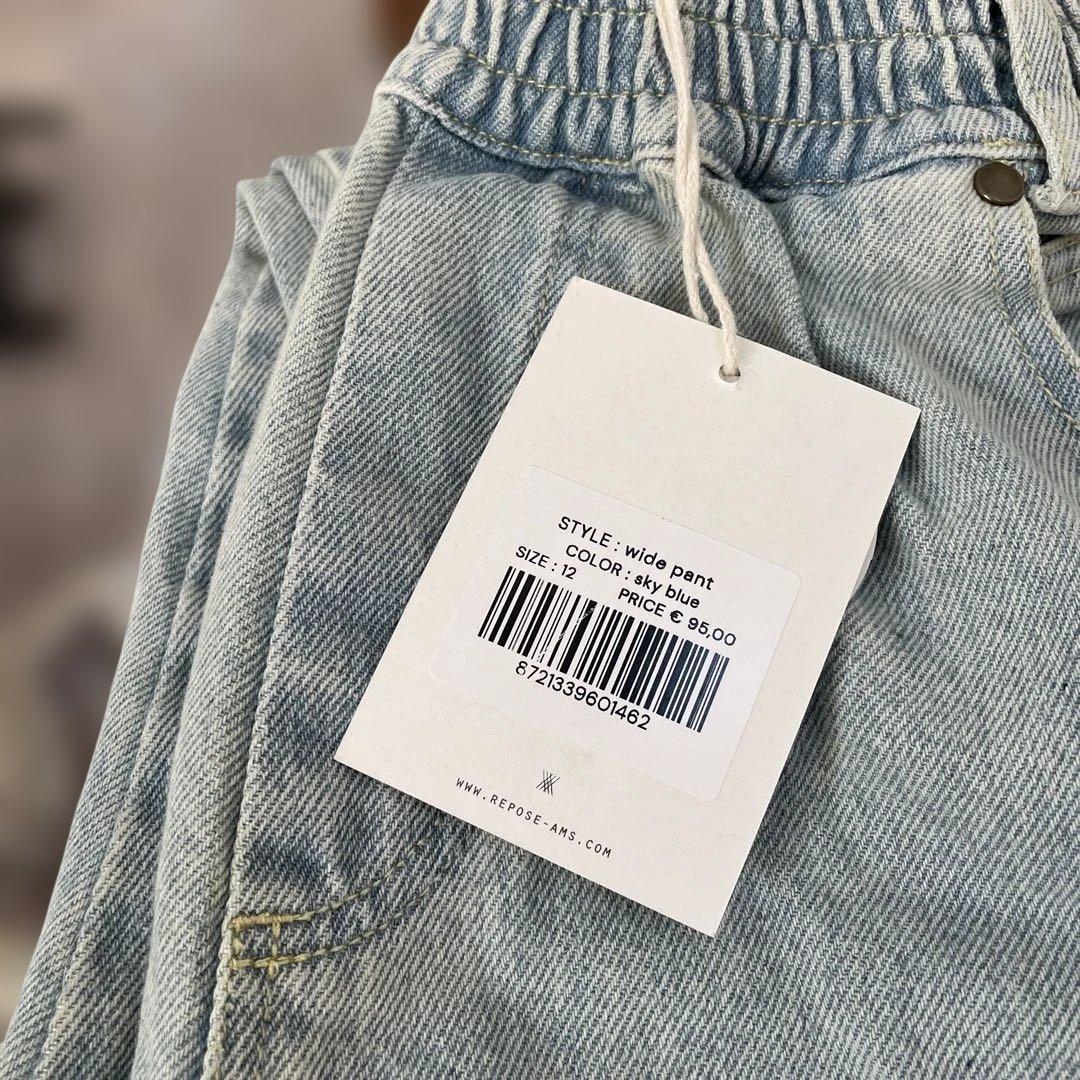 STYLE : wide pant
COLOR : sky blue
SIZE : 12 PRICE € 95,00
8721339601462
WWW.REPOSE-AMS.COM